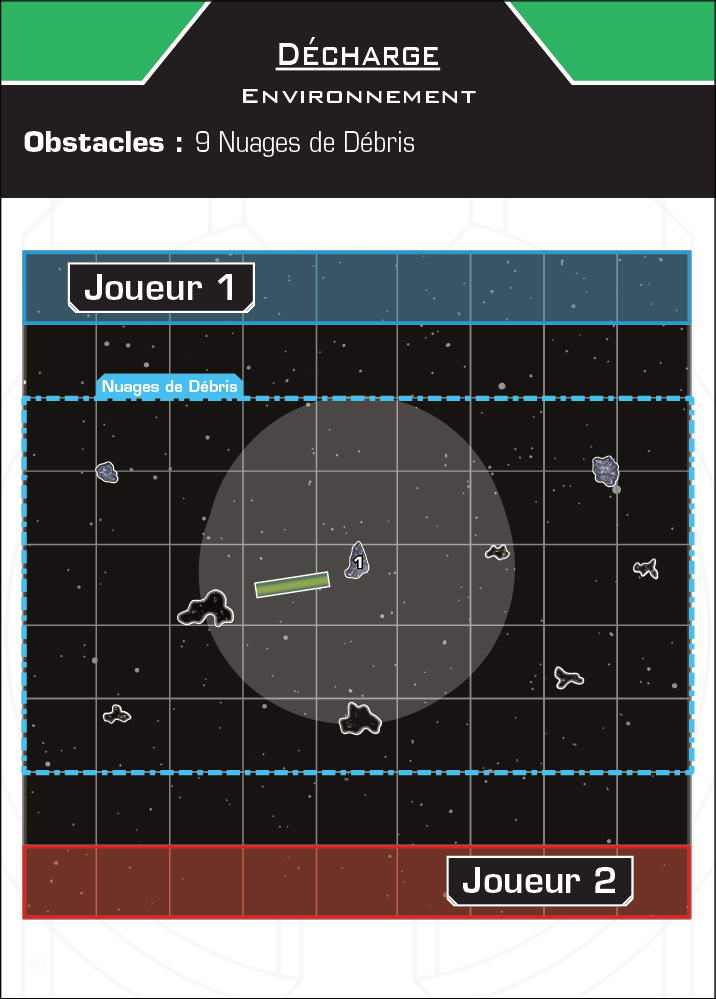 DÉCHARGE
ENVIRONNEMENT
Obstacles : 9 Nuages de Débris
Joueur 1
Nuages de Débris
1
Joueur 2